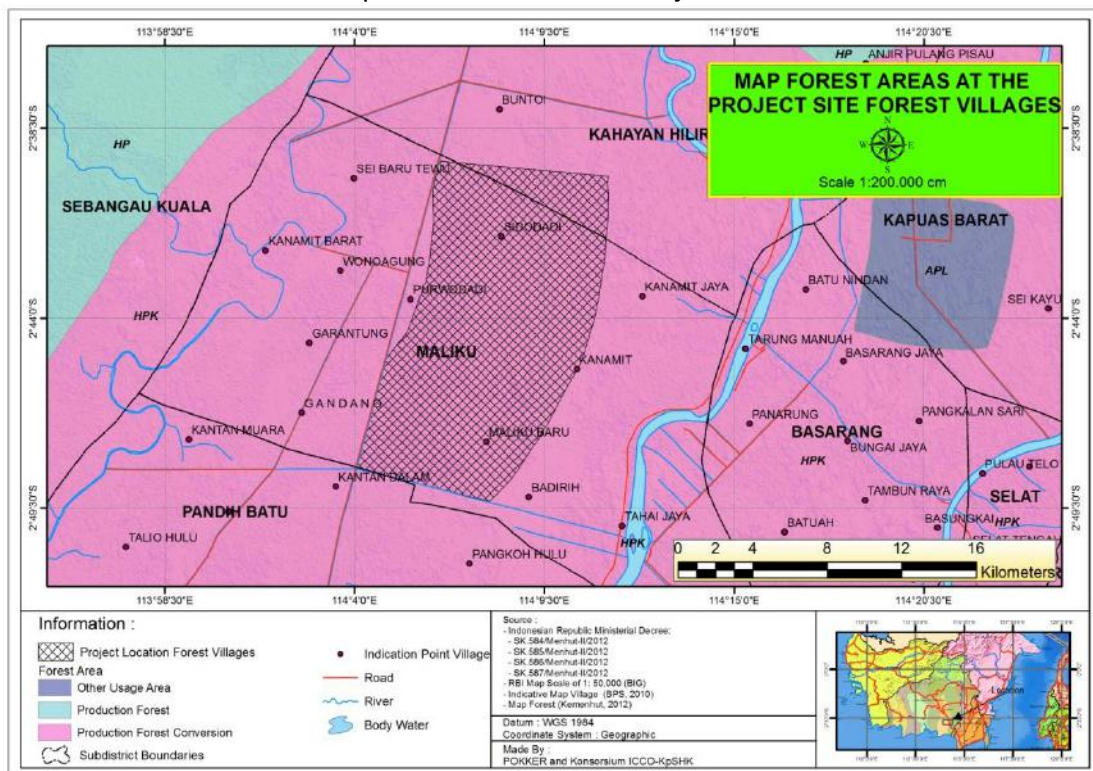 113°58'30"E 114°4'0"E 114°9'30"E 114°15'0"E 114°20'30"E
HP
ANJIR PULANG PISAU
MAP FOREST AREAS AT THE
PROJECT SITE FOREST VILLAGES
N
W E
S
Scale 1:200.000 cm
BUNTOI
KAHAYAN HILIR
2°38'30"S
2°38'30"S
HP
SEI BARU TEWU
SEBANGAU KUALA
KAPUAS BARAT
SIDODADI
KANAMIT BARAT
WONOAGUNG
APL
PURWODADI
KANAMIT JAYA
BATU NIHDAN
SEI KAYU
HPK
2°44'0"S
2°44'0"S
GARANTUNG
MALIKU
TARUNG MANUAH
BASARANG JAYA
KANAMIT
GANDANG
PANARUNG
PANGKALAN SARI
KANTAN MUARA
MALIKU BARU
BASARANG
BUNGAI JAYA
HPK
PULAU TELO
KANTAN DALAM
BADIRIH
TAMBUN RAYA
SELAT
2°49'30"S
2°49'30"S
PANDIH BATU
TAHAI JAYA
BATUAH
BASUNGKAI
HPK
TALIO HULU
HPK
SELAT TENGAH
PANGKOH HULU
0 2 4 8 12 16
Kilometers
113°58'30"E 114°4'0"E 114°9'30"E 114°15'0"E 114°20'30"E
Information :
Project Location Forest Villages
Forest Area
Other Usage Area
Production Forest
Production Forest Conversion
Subdistrict Boundaries
Indication Point Village
Road
River
Body Water
Source :
- Indonesian Republic Ministerial Decree:
- SK.584/Menhut-II/2012
- SK.585/Menhut-II/2012
- SK.586/Menhut-II/2012
- SK.587/Menhut-II/2012
- RBI Map Scale of 1: 50.000 (BIG)
- Indicative Map Village (BPS, 2010)
- Map Forest (Kemenhut, 2012)
Datum : WGS 1984
Coordinate System : Geographic
Made By :
POKKER and Konsorsium ICCO-KpSHK
Location